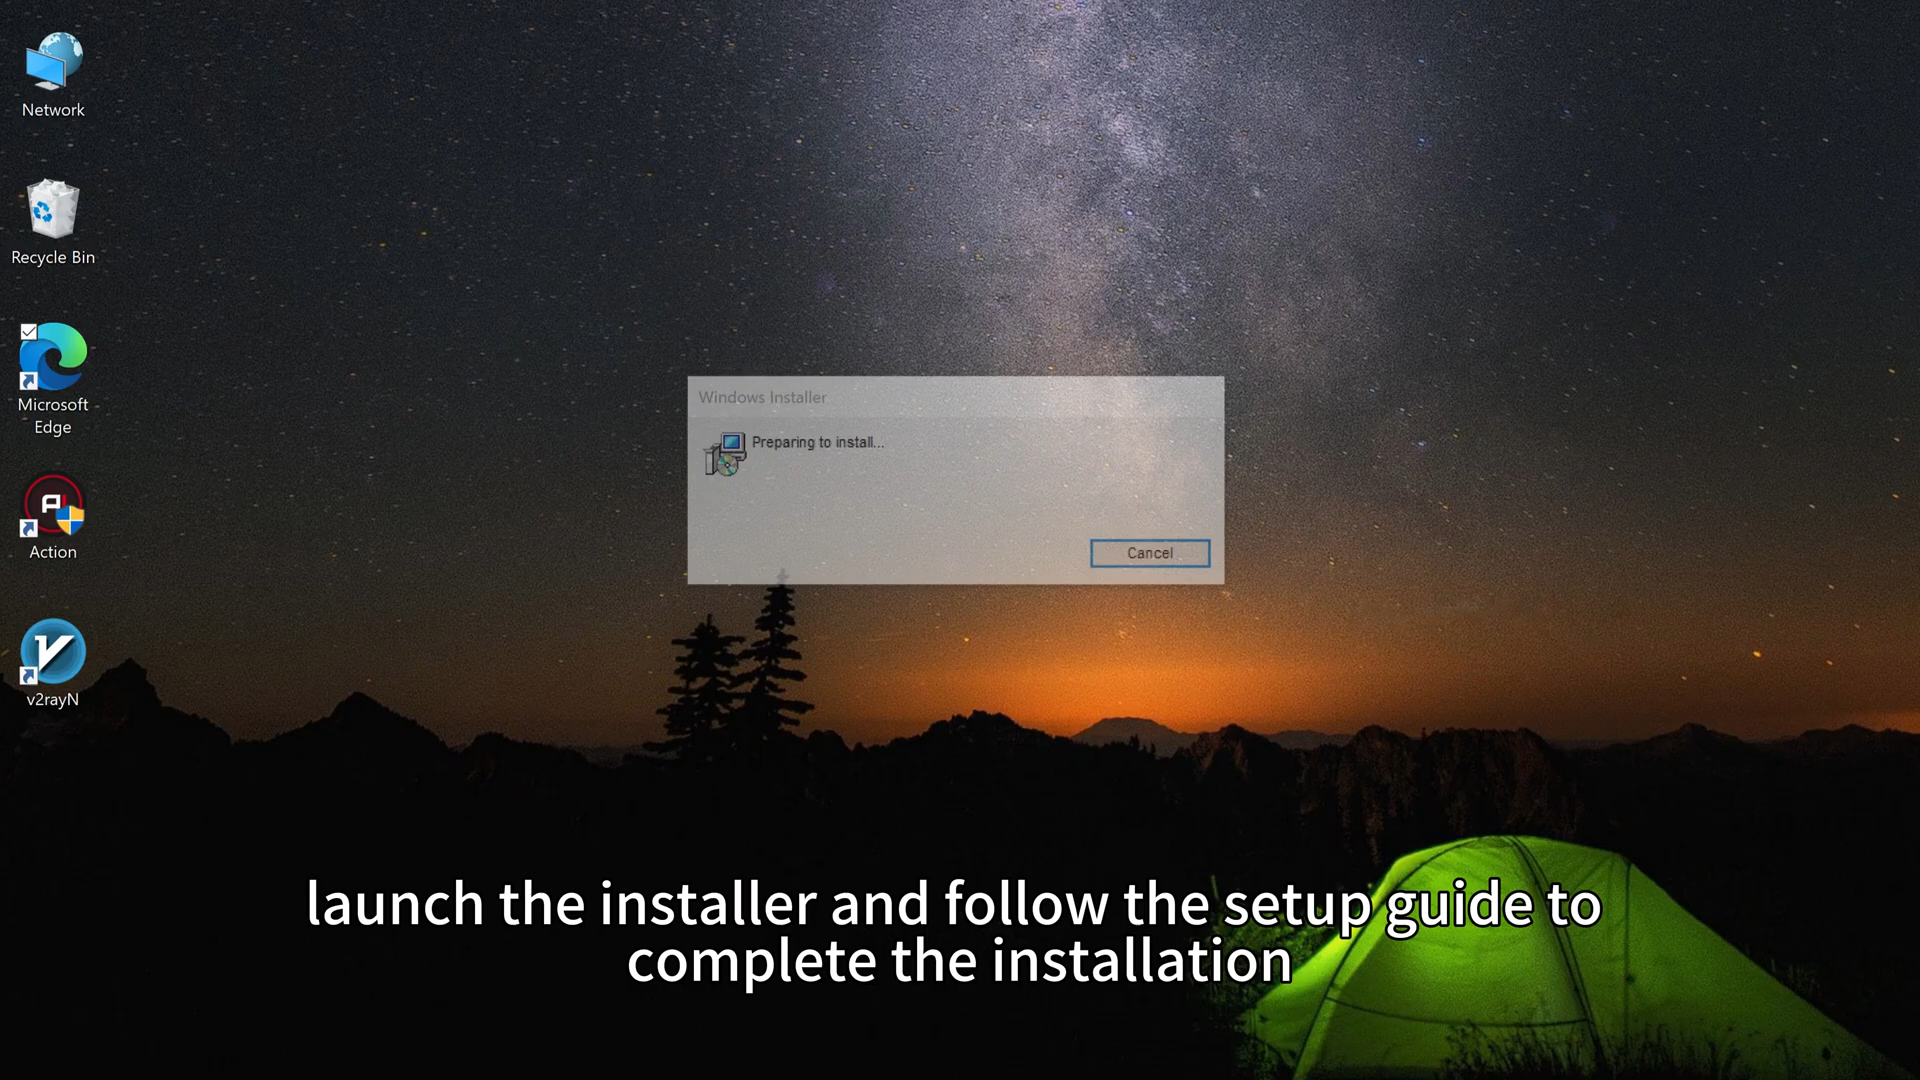 Network
Recycle Bin
Microsoft
Edge
Action
v2rayN
Windows Installer
Preparing to install...
Cancel
launch the installer and follow the setup guide to
complete the installation